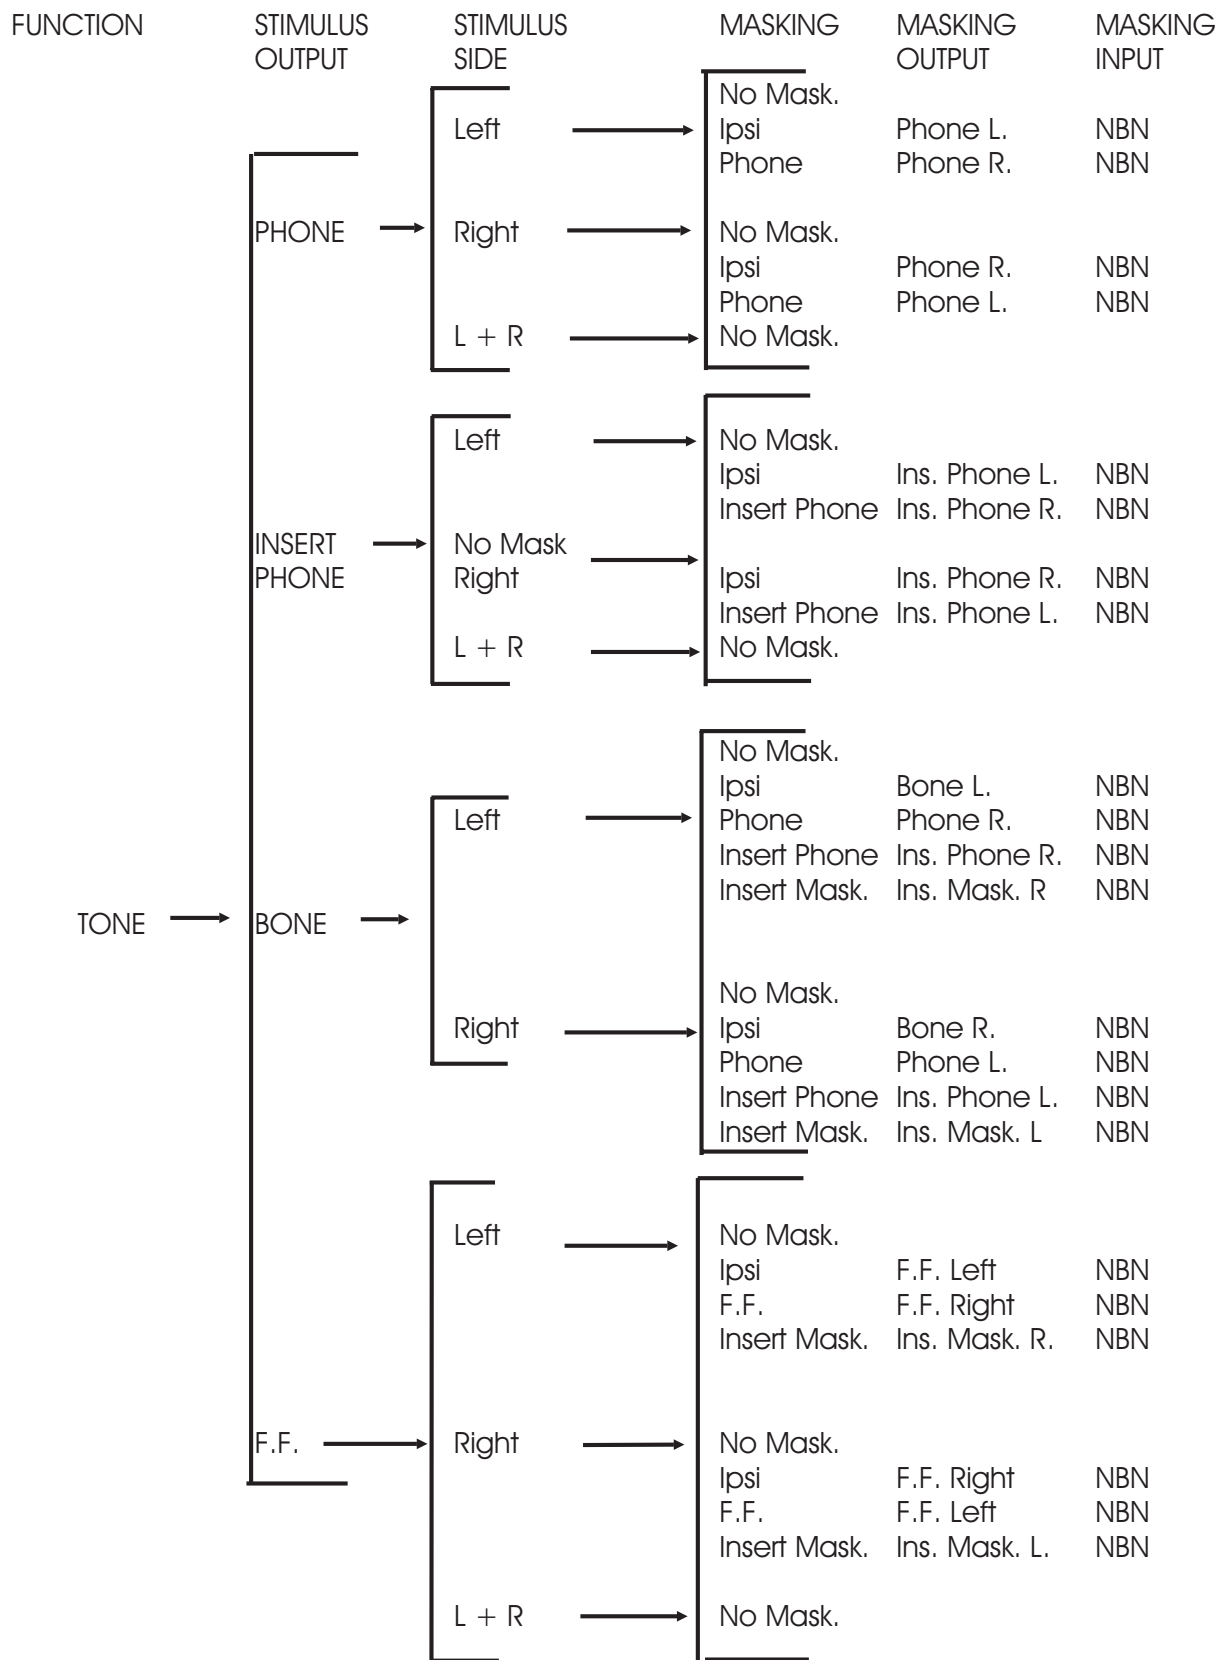 FUNCTION STIMULUS STIMULUS MASKING MASKING MASKING
OUTPUT SIDE OUTPUT INPUT
No Mask.
Left Ipsi Phone L. NBN
Phone Phone R. NBN
PHONE Right No Mask.
Ipsi Phone R. NBN
Phone Phone L. NBN
L + R No Mask.
Left No Mask.
Ipsi Ins. Phone L. NBN
Insert Phone Ins. Phone R. NBN
INSERT No Mask
PHONE Right Ipsi Ins. Phone R. NBN
Insert Phone Ins. Phone L. NBN
L + R No Mask.
No Mask.
Ipsi Bone L. NBN
Left Phone Phone R. NBN
Insert Phone Ins. Phone R. NBN
Insert Mask. Ins. Mask. R NBN
TONE BONE
No Mask.
Right Ipsi Bone R. NBN
Phone Phone L. NBN
Insert Phone Ins. Phone L. NBN
Insert Mask. Ins. Mask. L NBN
Left No Mask.
Ipsi F.F. Left NBN
F.F. F.F. Right NBN
Insert Mask. Ins. Mask. R. NBN
F.F. Right No Mask.
Ipsi F.F. Right NBN
F.F. F.F. Left NBN
Insert Mask. Ins. Mask. L. NBN
L + R No Mask.